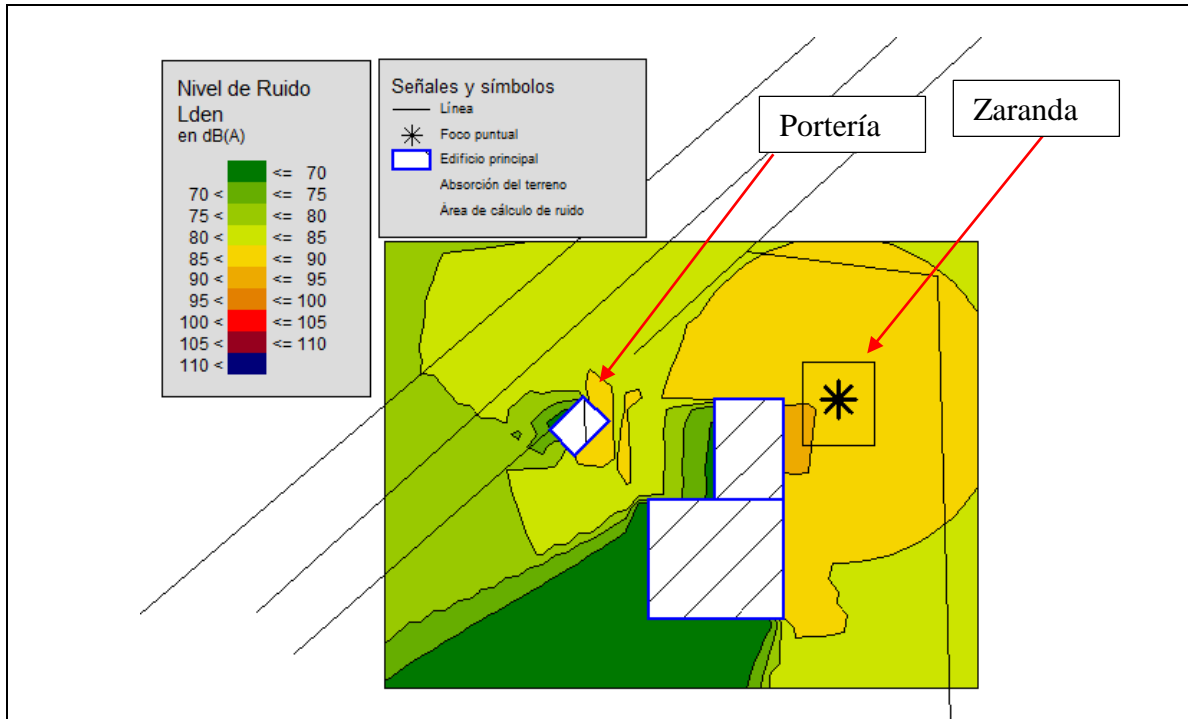 Nivel de Ruido
Lden
en dB(A)
<= 70
70 < <= 75
75 < <= 80
80 < <= 85
85 < <= 90
90 < <= 95
95 < <= 100
100 < <= 105
105 < <= 110
110 <
Señales y símbolos
Línea
Foco puntual
Edificio principal
Absorción del terreno
Área de cálculo de ruido
Portería
Zaranda